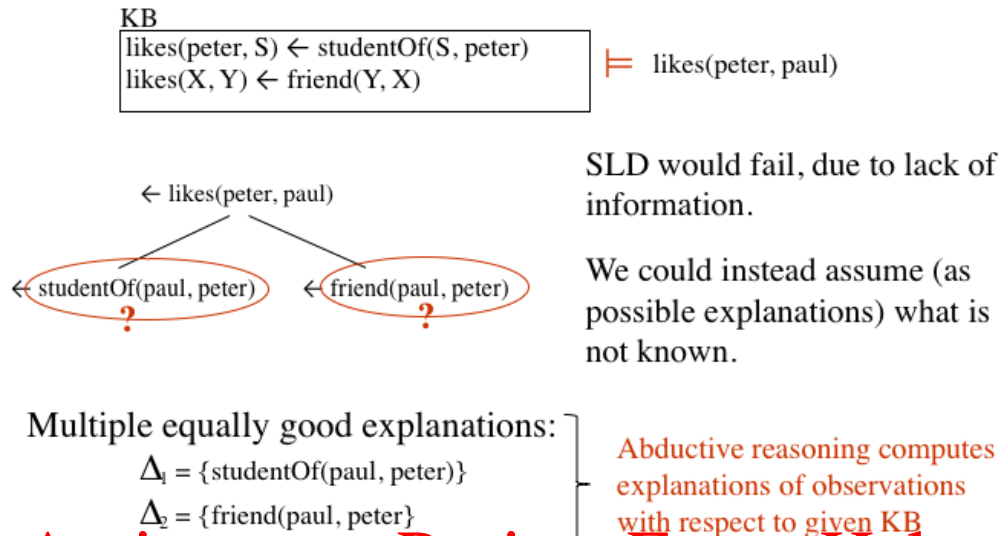 KB
likes(peter, S) ← studentOf(S, peter)
likes(X, Y) ← friend(Y, X)
⊨ likes(peter, paul)
← likes(peter, paul)
SLD would fail, due to lack of
information.
← studentOf(paul, peter)
?
← friend(paul, peter)
?
We could instead assume (as
possible explanations) what is
not known.
Multiple equally good explanations:
Δ₁ = {studentOf(paul, peter)}
Δ₂ = {friend(paul, peter}
Abductive reasoning computes
explanations of observations
with respect to given KB